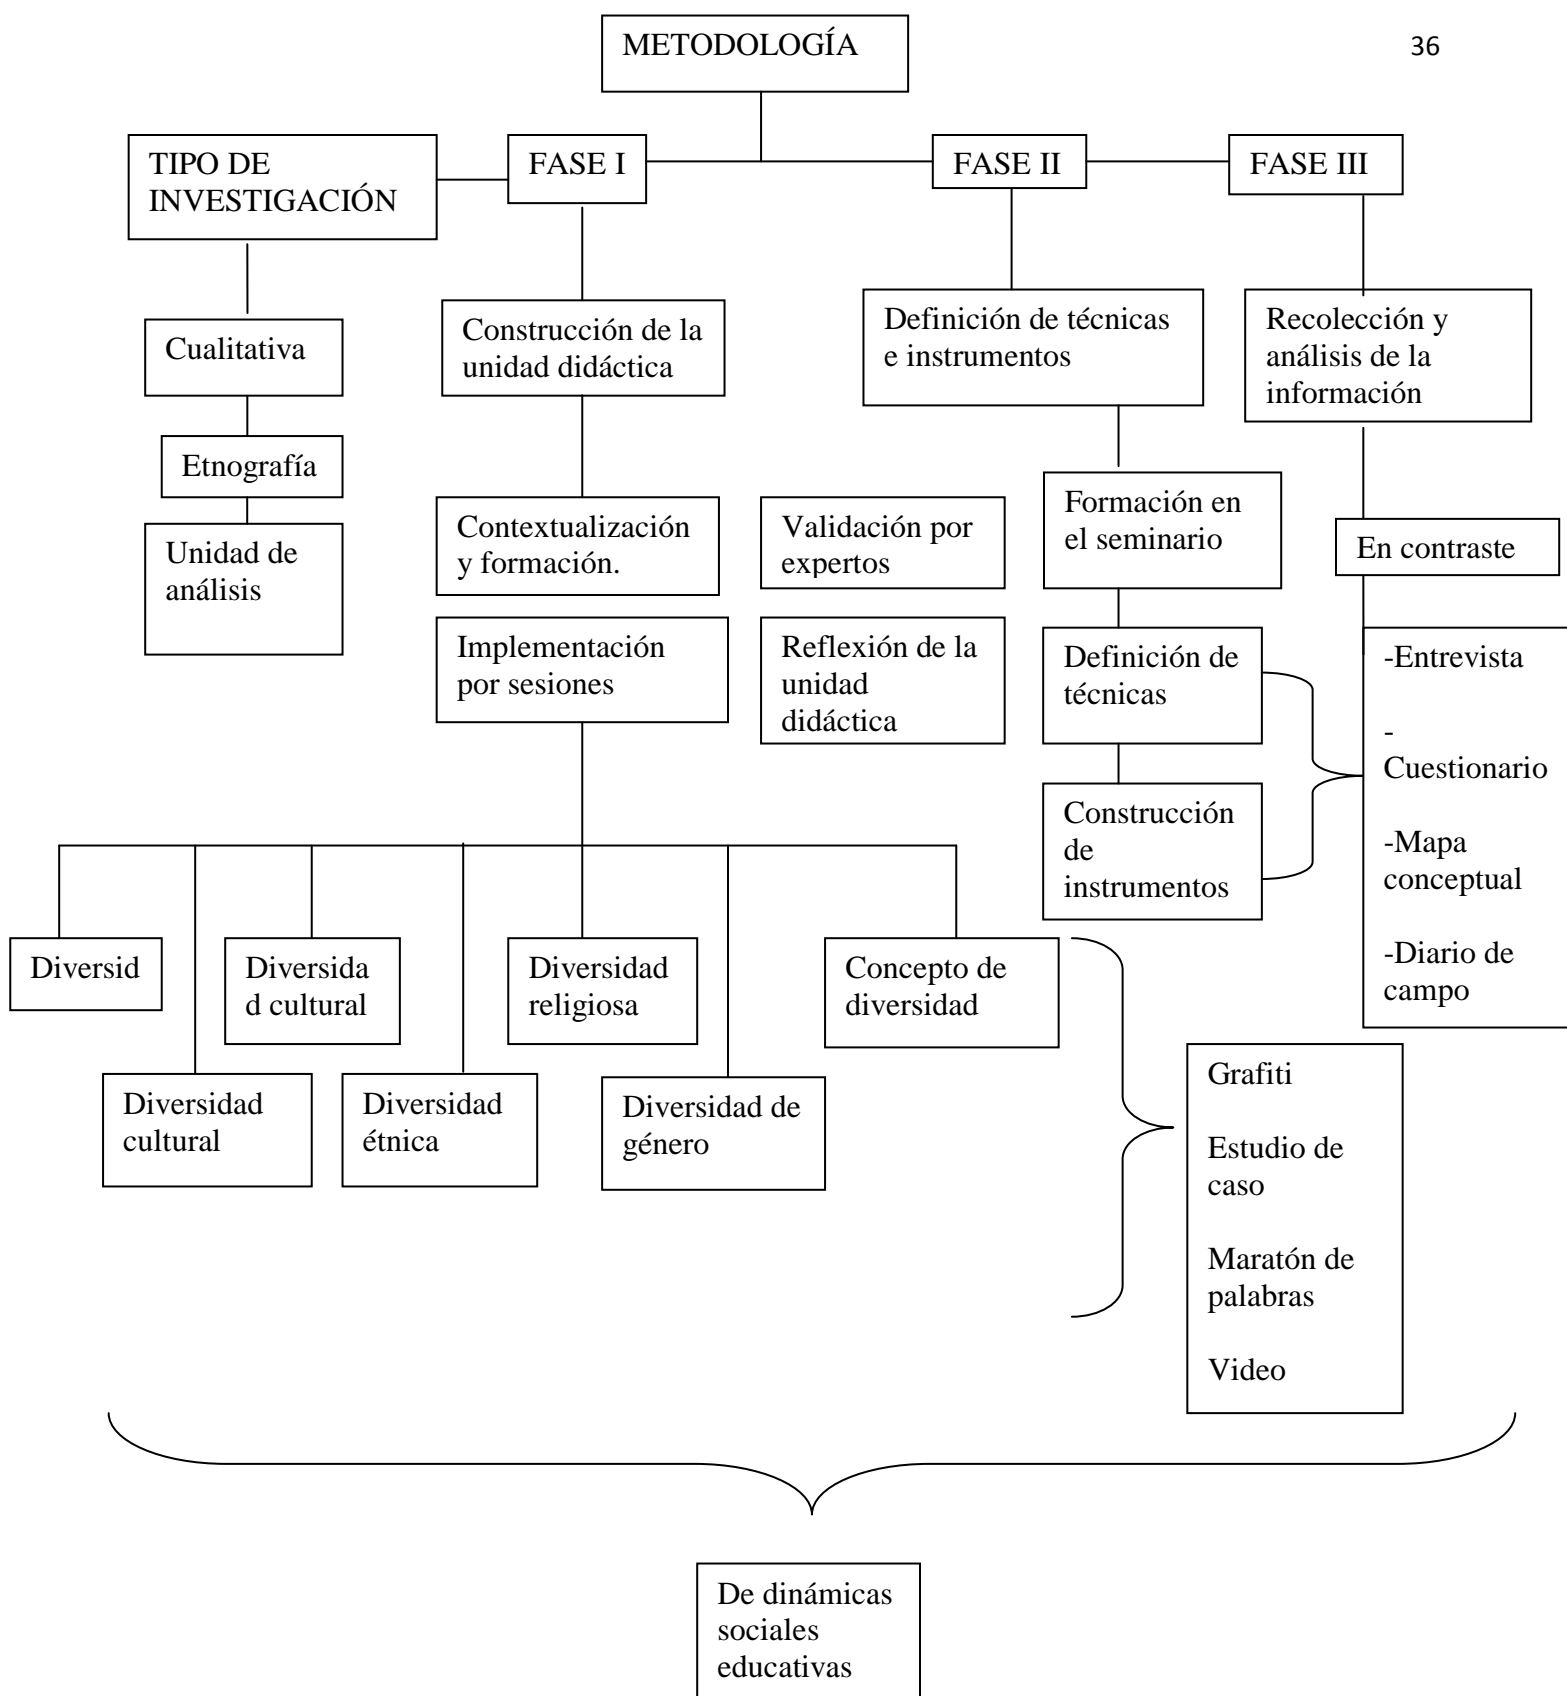 36
METODOLOGÍA
TIPO DE
INVESTIGACIÓN
FASE I
FASE II
FASE III
Cualitativa
Etnografía
Unidad de
análisis
Construcción de la
unidad didáctica
Contextualización
y formación.
Validación por
expertos
Implementación
por sesiones
Reflexión de la
unidad
didáctica
Definición de técnicas
e instrumentos
Formación en
el seminario
Definición de
técnicas
Construcción
de
instrumentos
Recolección y
análisis de la
información
En contraste
-Entrevista
-
Cuestionario
-Mapa
conceptual
-Diario de
campo
Diversid
Diversida
d cultural
Diversidad
religiosa
Concepto de
diversidad
Diversidad
cultural
Diversidad
étnica
Diversidad de
género
Grafiti
Estudio de
caso
Maratón de
palabras
Video
De dinámicas
sociales
educativas